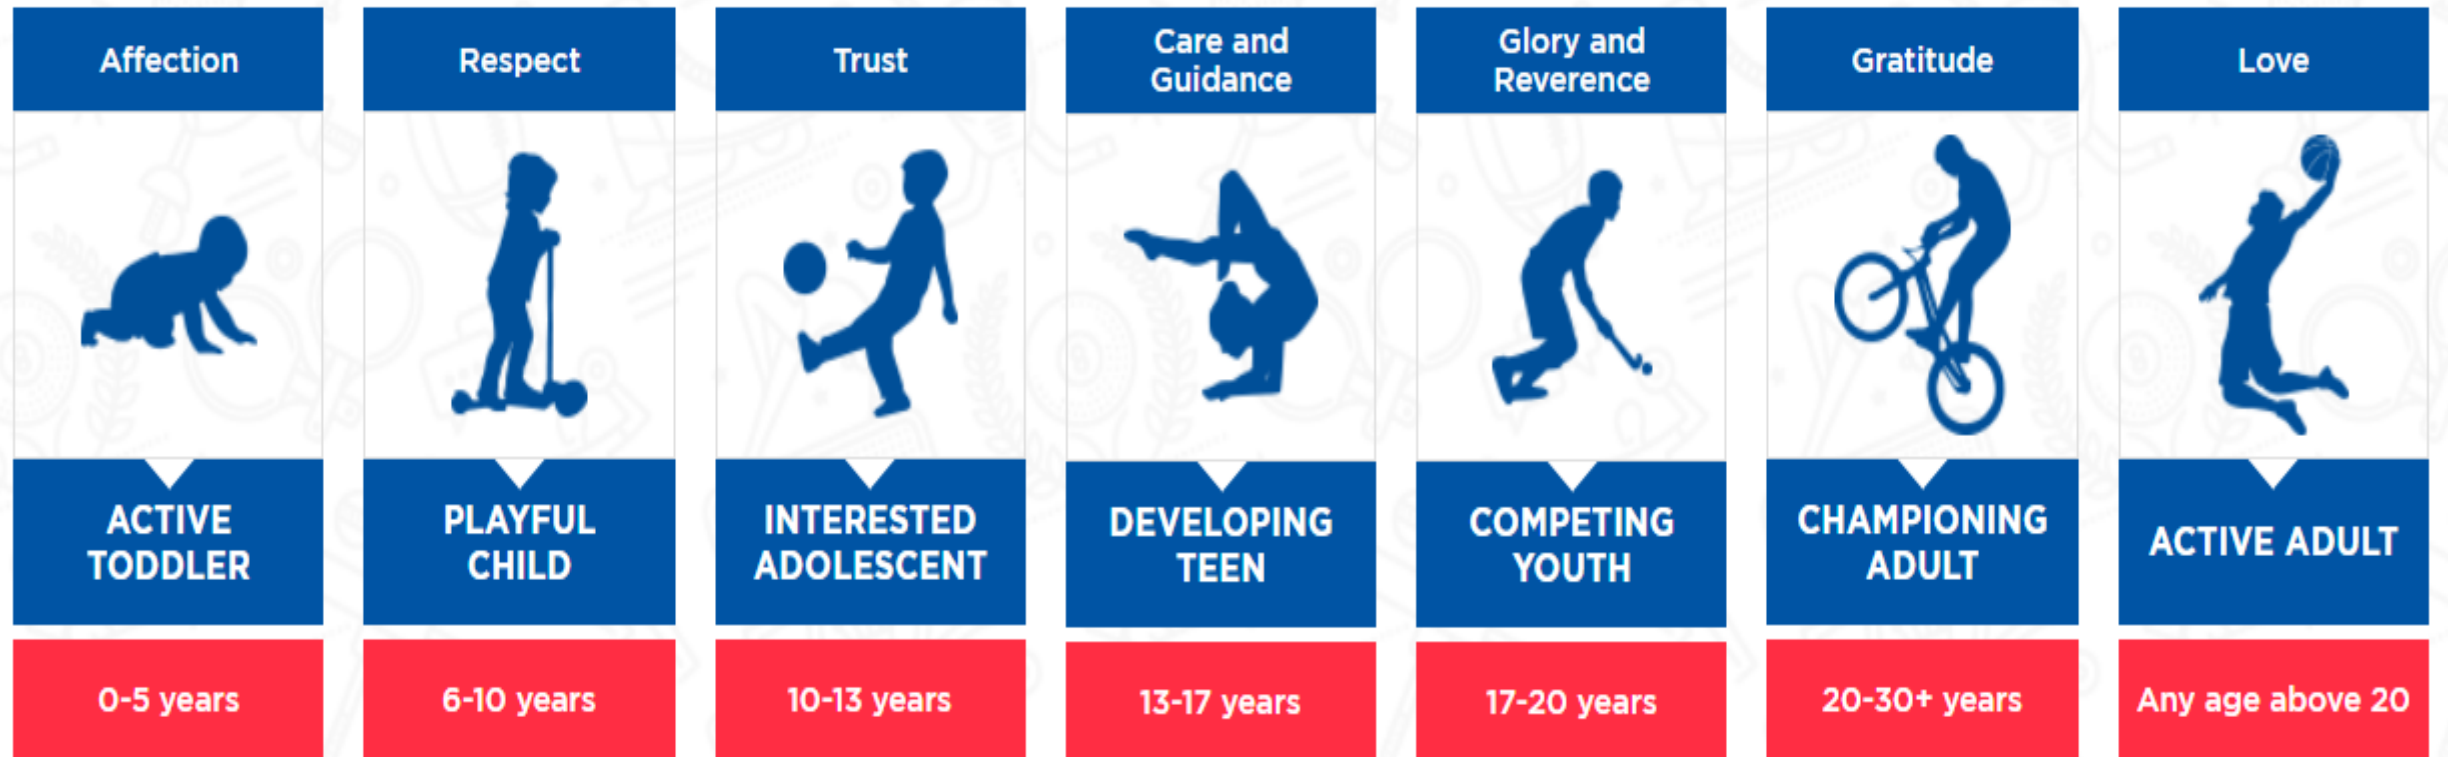 Affection
ACTIVE
TODDLER
0-5 years
Respect
PLAYFUL
CHILD
6-10 years
Trust
INTERESTED
ADOLESCENT
10-13 years
Care and
Guidance
DEVELOPING
TEEN
13-17 years
Glory and
Reverence
COMPETING
YOUTH
17-20 years
Gratitude
CHAMPIONING
ADULT
20-30+ years
Love
ACTIVE ADULT
Any age above 20